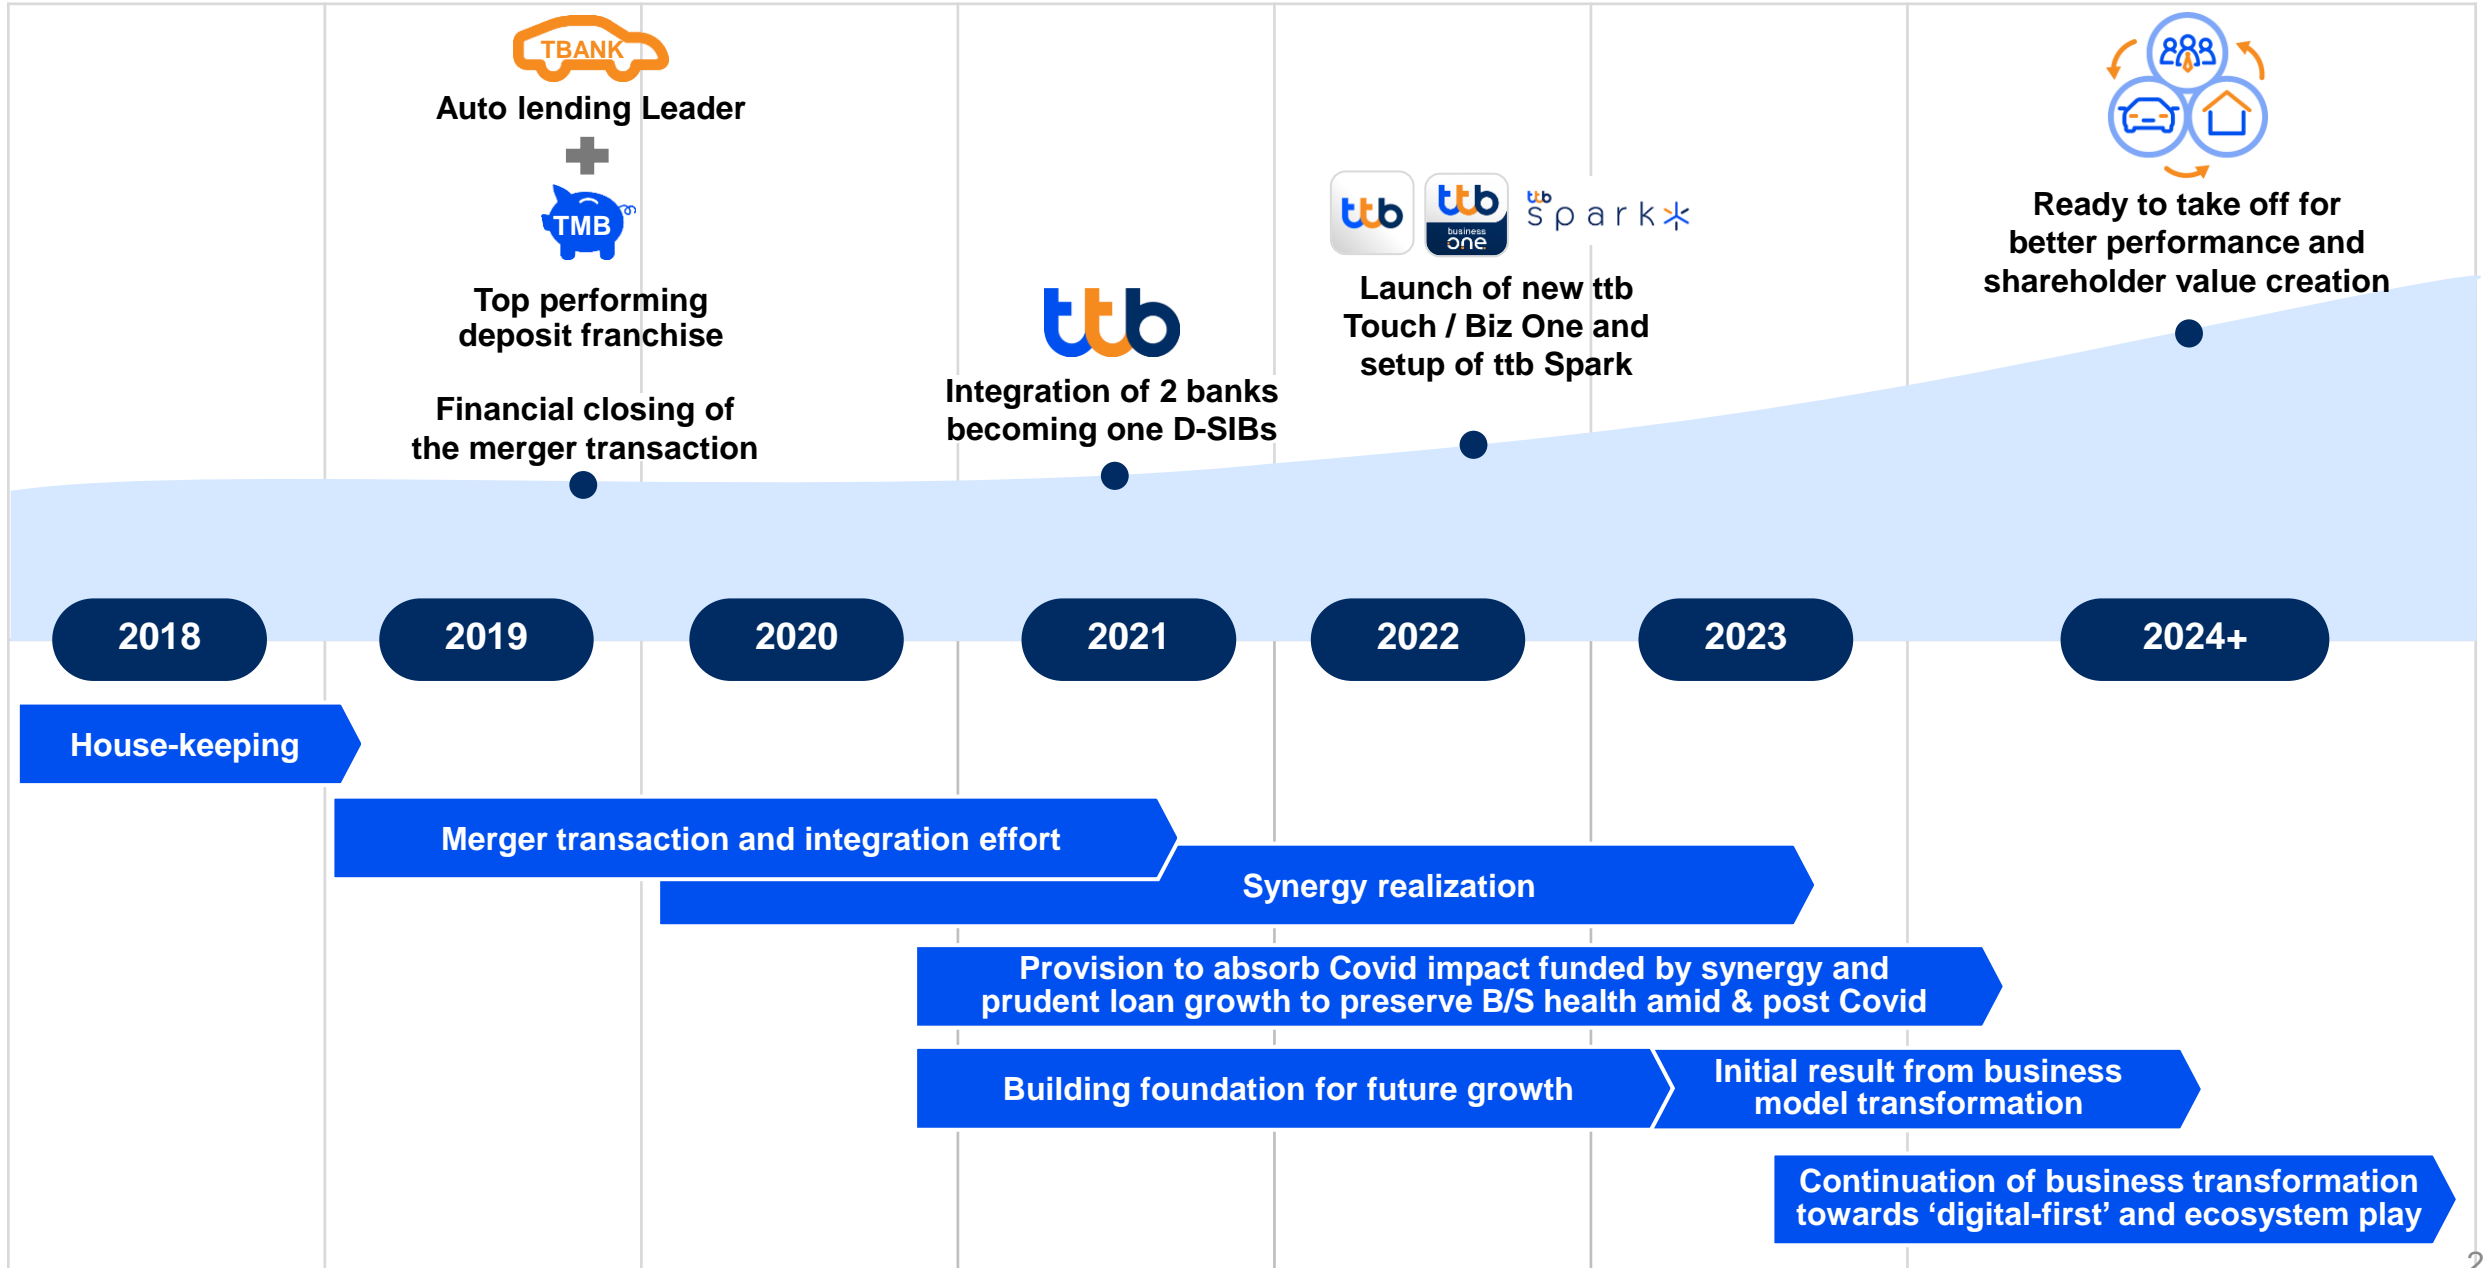 TBANK
Auto lending Leader
TMB
Top performing
deposit franchise
Financial closing of
the merger transaction
ttb
Integration of 2 banks
becoming one D-SIBs
ttb
ttb
business
one
ttb
spark
Launch of new ttb
Touch / Biz One and
setup of ttb Spark
Ready to take off for
better performance and
shareholder value creation
2018
2019
2020
2021
2022
2023
2024+
House-keeping
Merger transaction and integration effort
Synergy realization
Provision to absorb Covid impact funded by synergy and
prudent loan growth to preserve B/S health amid & post Covid
Building foundation for future growth
Initial result from business
model transformation
Continuation of business transformation
towards ‘digital-first’ and ecosystem play
2